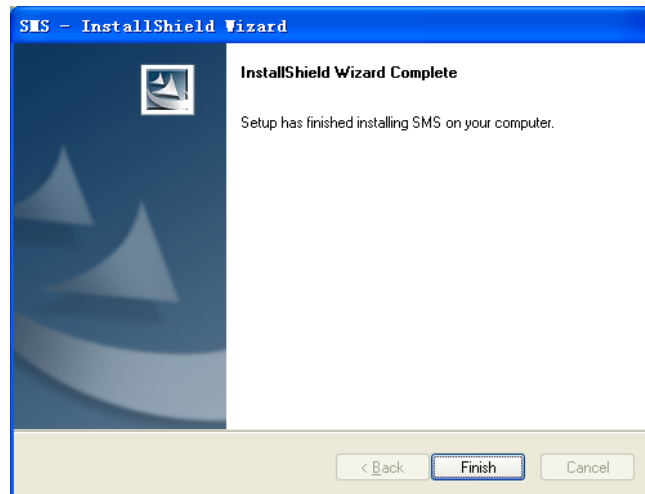 SMS - InstallShield Wizard
InstallShield Wizard Complete
Setup has finished installing SMS on your computer.
< Back
Finish
Cancel